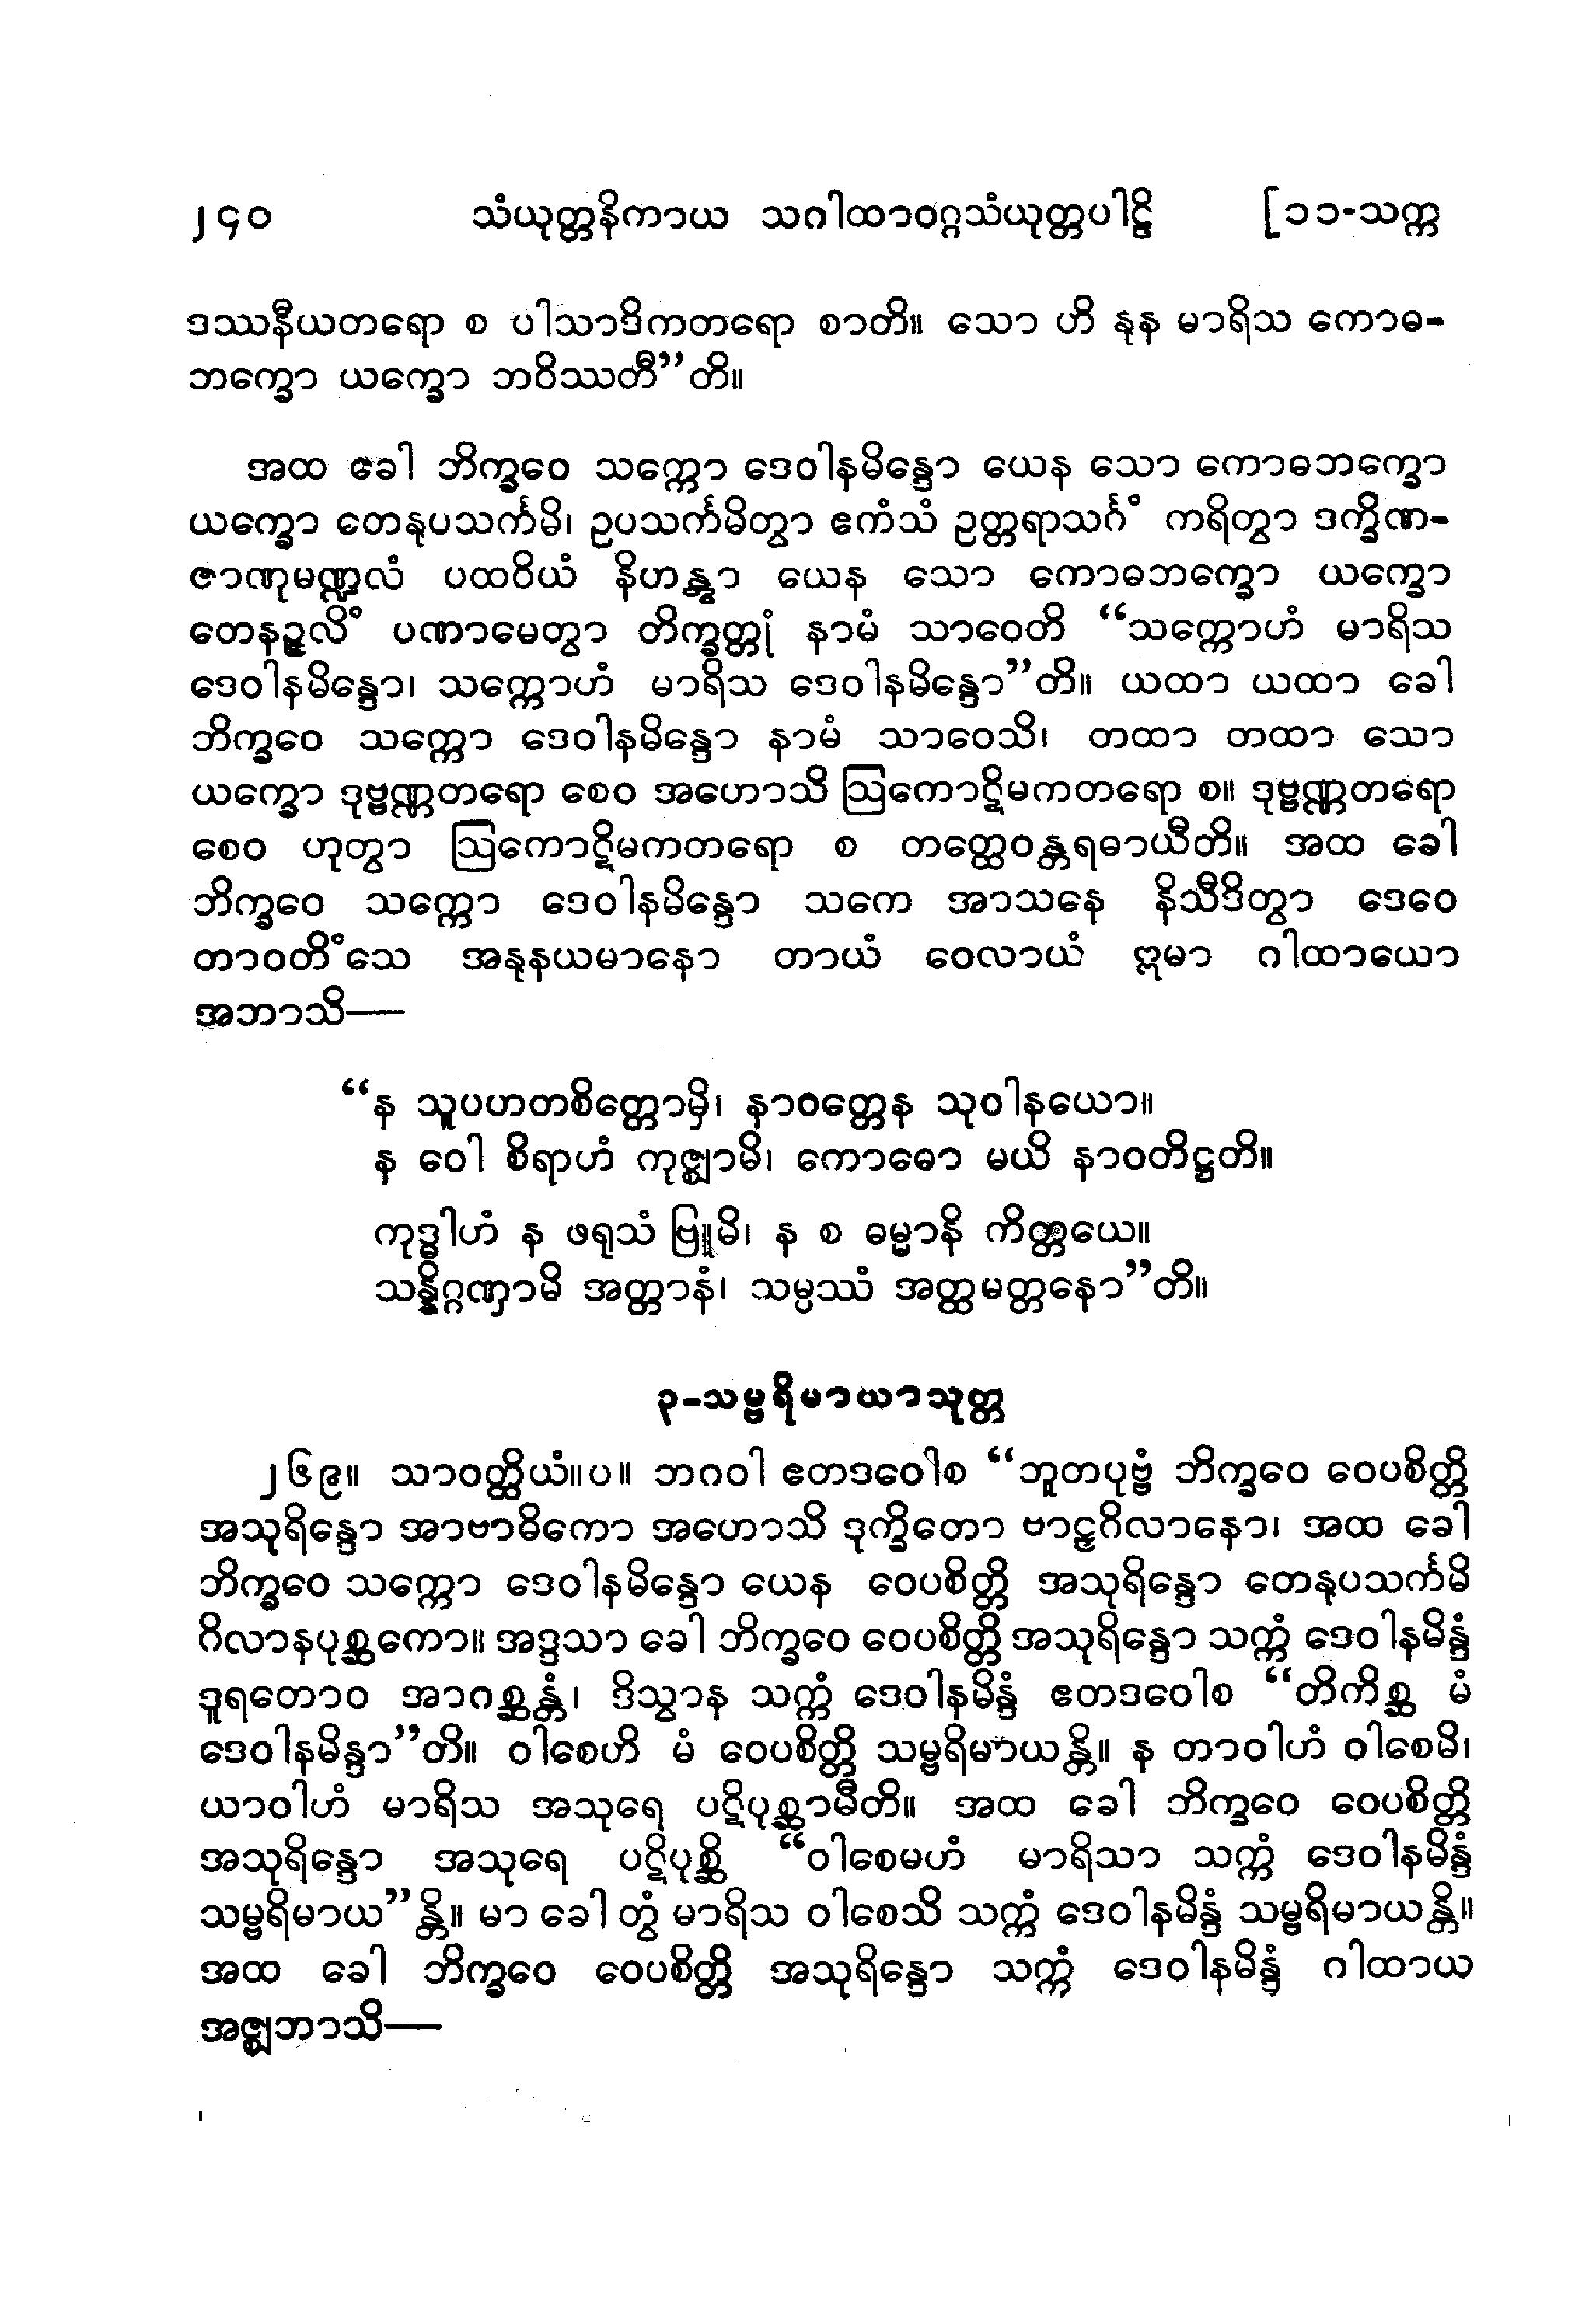 ၂၄၀ သံယုတ္တနိကာယ သဂါထာဝဂ္ဂသံယုတ္တပါဠိ [၁၁-သက္က
ဒဿနီယတရော စ ပါသာဒိကတရော စာတိ။ သော ဟိ နုန မာရိသ ကောဓ-
ဘက္ခော ယက္ခော ဘဝိဿတီ”တိ။
အထ ခေါ ဘိက္ခဝေ သက္ကော ဒေဝါနမိန္ဒော ယေန သော ကောဓဘက္ခော
ယက္ခော တေနုပသင်္ကမိ၊ ဥပသင်္ကမိတွာ ဧကံသံ ဥတ္တရာသင်္ဂံ ကရိတွာ ဒက္ခိဏ-
ဇာဏုမဏ္ဍလံ ပထဝိယံ နိဟန္တွာ ယေန သော ကောဓဘက္ခော ယက္ခော
တေနဉ္ဇလိံ ပဏာမေတွာ တိက္ခတ္တုံ နာမံ သာဝေတိ “သက္ကောဟံ မာရိသ
ဒေဝါနမိန္ဒော၊ သက္ကောဟံ မာရိသ ဒေဝါနမိန္ဒော”တိ။ ယထာ ယထာ ခေါ
ဘိက္ခဝေ သက္ကော ဒေဝါနမိန္ဒော နာမံ သာဝေသိ၊ တထာ တထာ သော
ယက္ခော ဒုဗ္ဗဏ္ဏတရော စေဝ အဟောသိ ဩကောဋိမကတရော စ။ ဒုဗ္ဗဏ္ဏတရော
စေဝ ဟုတွာ ဩကောဋိမကတရော စ တတ္ထေဝန္တရဓာယီတိ။ အထ ခေါ
ဘိက္ခဝေ သက္ကော ဒေဝါနမိန္ဒော သကေ အာသနေ နိသီဒိတွာ ဒေဝေ
တာဝတိံသေ အနုနယမာနော တာယံ ဝေလာယံ ဣမာ ဂါထာယော
အဘာသိ—
“န သူပဟတစိတ္တောမှိ၊ နာဝတ္တေန သုဝါနယော။
န ဝေါ စိရာဟံ ကုဇ္ဈာမိ၊ ကောဓော မယိ နာဝတိဋ္ဌတိ။
ကုဒ္ဓါဟံ န ဖရုသံ ဗြူမိ၊ န စ ဓမ္မာနိ ကိတ္တယေ။
သန္နိဂ္ဂဏှာမိ အတ္တာနံ၊ သမ္ပဿံ အတ္ထမတ္တနော”တိ။
၃-သမ္ဗရိမာယာသုတ္တ
၂၆၉။ သာဝတ္ထိယံ။ပ။ ဘဂဝါ ဧတဒဝေါစ “ဘူတပုဗ္ဗံ ဘိက္ခဝေ ဝေပစိတ္တိ
အသုရိန္ဒော အာဗာဓိကော အဟောသိ ဒုက္ခိတော ဗာဠှဂိလာနော၊ အထ ခေါ
ဘိက္ခဝေ သက္ကော ဒေဝါနမိန္ဒော ယေန ဝေပစိတ္တိ အသုရိန္ဒော တေနုပသင်္ကမိ
ဂိလာနပုစ္ဆကော။ အဒ္ဒသာ ခေါ ဘိက္ခဝေ ဝေပစိတ္တိ အသုရိန္ဒော သက္ကံ ဒေဝါနမိန္ဒံ
ဒူရတောဝ အာဂစ္ဆန္တံ၊ ဒိသွာန သက္ကံ ဒေဝါနမိန္ဒံ ဧတဒဝေါစ “တိကိစ္ဆ မံ
ဒေဝါနမိန္ဒာ”တိ။ ဝါစေဟိ မံ ဝေပစိတ္တိ သမ္ဗရိမာယန္တိ။ န တာဝါဟံ ဝါစေမိ၊
ယာဝါဟံ မာရိသ အသုရေ ပဋိပုစ္ဆာမီတိ။ အထ ခေါ ဘိက္ခဝေ ဝေပစိတ္တိ
အသုရိန္ဒော အသုရေ ပဋိပုစ္ဆိ “ဝါစေမဟံ မာရိသာ သက္ကံ ဒေဝါနမိန္ဒံ
သမ္ဗရိမာယ”န္တိ။ မာ ခေါ တွံ မာရိသ ဝါစေသိ သက္ကံ ဒေဝါနမိန္ဒံ သမ္ဗရိမာယန္တိ။
အထ ခေါ ဘိက္ခဝေ ဝေပစိတ္တိ အသုရိန္ဒော သက္ကံ ဒေဝါနမိန္ဒံ ဂါထာယ
အဇ္ဈဘာသိ—